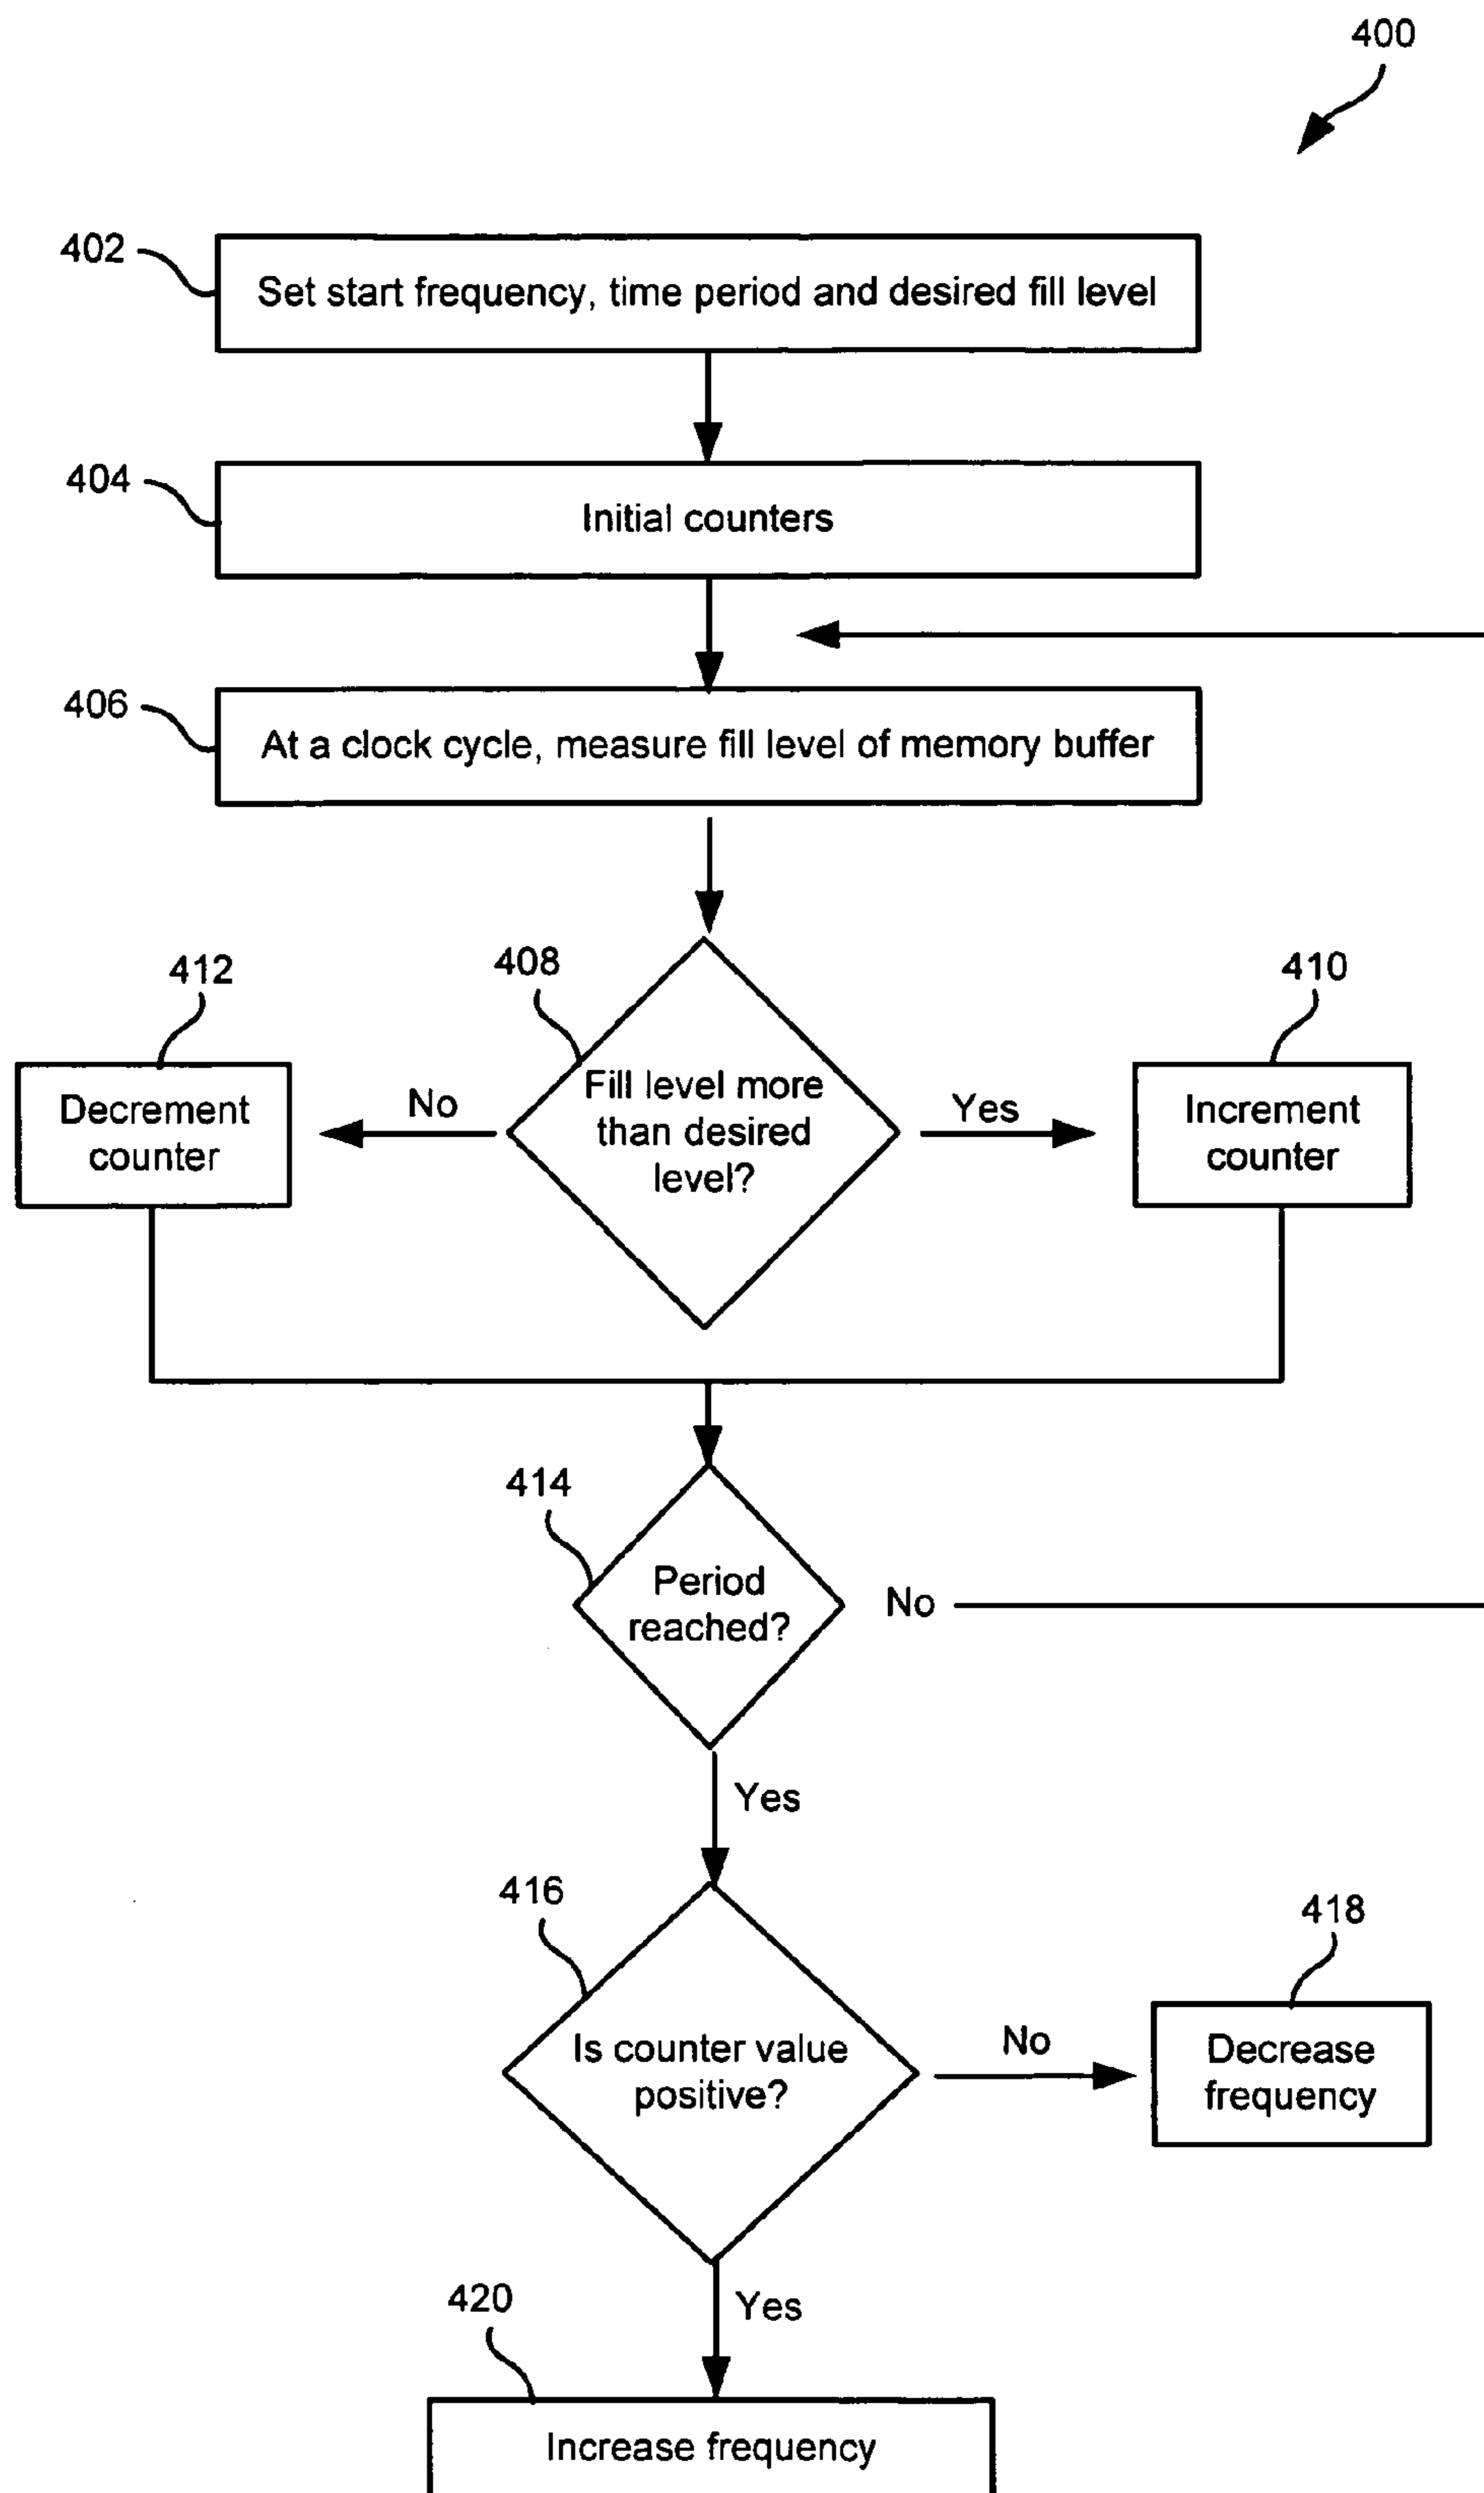 400
402
Set start frequency, time period and desired fill level
404
Initial counters
406
At a clock cycle, measure fill level of memory buffer
412
408
410
Decrement
counter
No
Fill level more
than desired
level?
Yes
Increment
counter
414
Period
reached?
No
Yes
416
418
Is counter value
positive?
No
Decrease
frequency
420
Yes
Increase frequency